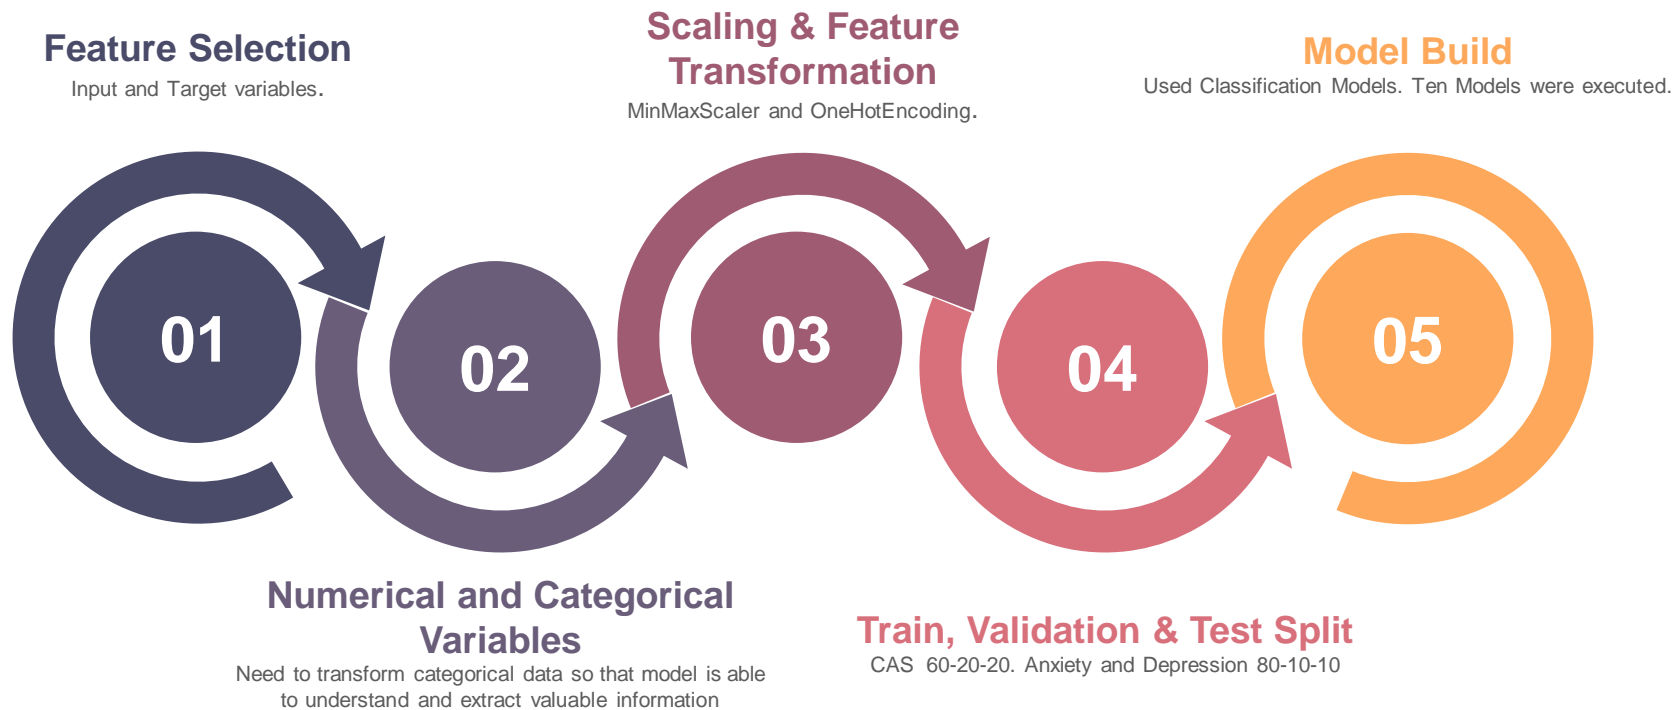 Feature Selection
Input and Target variables.
01
Numerical and Categorical
Variables
Need to transform categorical data so that model is able
to understand and extract valuable information
02
Scaling & Feature
Transformation
MinMaxScaler and OneHotEncoding.
03
Train, Validation & Test Split
CAS 60-20-20. Anxiety and Depression 80-10-10
04
Model Build
Used Classification Models. Ten Models were executed.
05